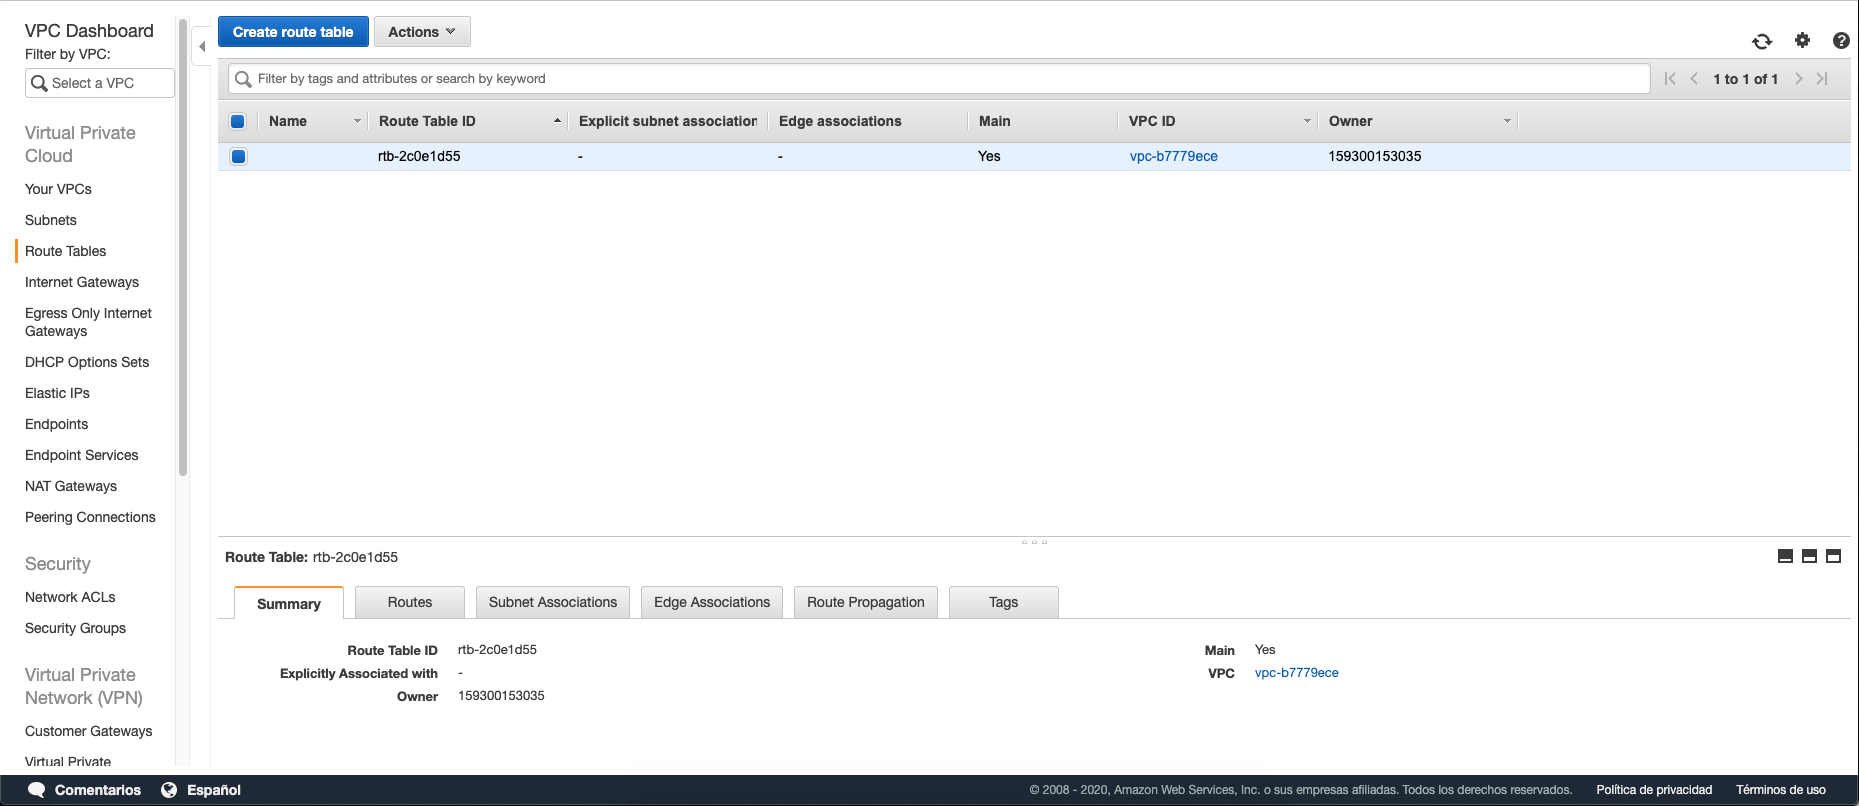 VPC Dashboard
Filter by VPC:
Select a VPC
Virtual Private
Cloud
Your VPCs
Subnets
Route Tables
Internet Gateways
Egress Only Internet
Gateways
DHCP Options Sets
Elastic IPs
Endpoints
Endpoint Services
NAT Gateways
Peering Connections
Security
Network ACLs
Security Groups
Virtual Private
Network (VPN)
Customer Gateways
Virtual Private
Create route table Actions
Filter by tags and attributes or search by keyword 1 to 1 of 1
Name Route Table ID Explicit subnet association Edge associations Main VPC ID Owner
rtb-2c0e1d55 - - Yes vpc-b7779ece 159300153035
Route Table: rtb-2c0e1d55
Summary Routes Subnet Associations Edge Associations Route Propagation Tags
Route Table ID rtb-2c0e1d55 Main Yes
Explicitly Associated with - VPC vpc-b7779ece
Owner 159300153035
Comentarios Español © 2008 - 2020, Amazon Web Services, Inc. o sus empresas afiliadas. Todos los derechos reservados. Política de privacidad Términos de uso